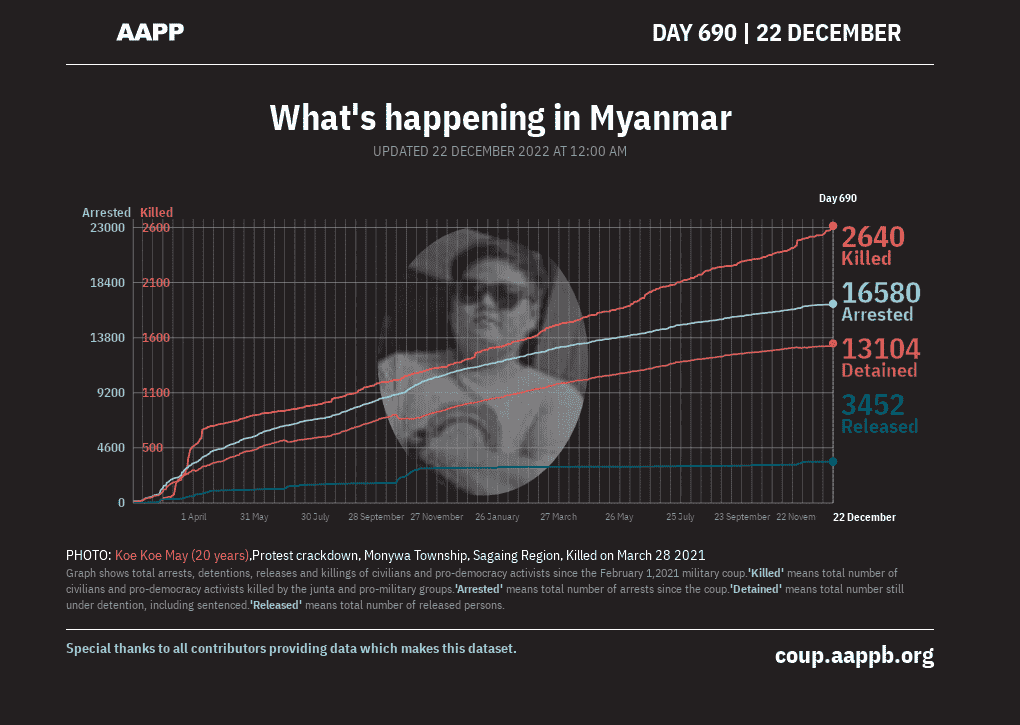 AAPP
DAY 690 | 22 DECEMBER
What's happening in Myanmar
UPDATED 22 DECEMBER 2022 AT 12:00 AM
Day 690
Arrested Killed
23000 2600
18400 2100
13800 1600
9200 1100
4600 500
0
2640
Killed
16580
Arrested
13104
Detained
3452
Released
1 April 31 May 30 July 28 September 27 November 26 January 27 March 26 May 25 July 23 September 22 Novem 22 December
PHOTO: Koe Koe May (20 years),Protest crackdown, Monywa Township, Sagaing Region, Killed on March 28 2021
Graph shows total arrests, detentions, releases and killings of civilians and pro-democracy activists since the February 1,2021 military coup.'Killed' means total number of
civilians and pro-democracy activists killed by the junta and pro-military groups.'Arrested' means total number of arrests since the coup.'Detained' means total number still
under detention, including sentenced.'Released' means total number of released persons.
Special thanks to all contributors providing data which makes this dataset.
coup.aappb.org